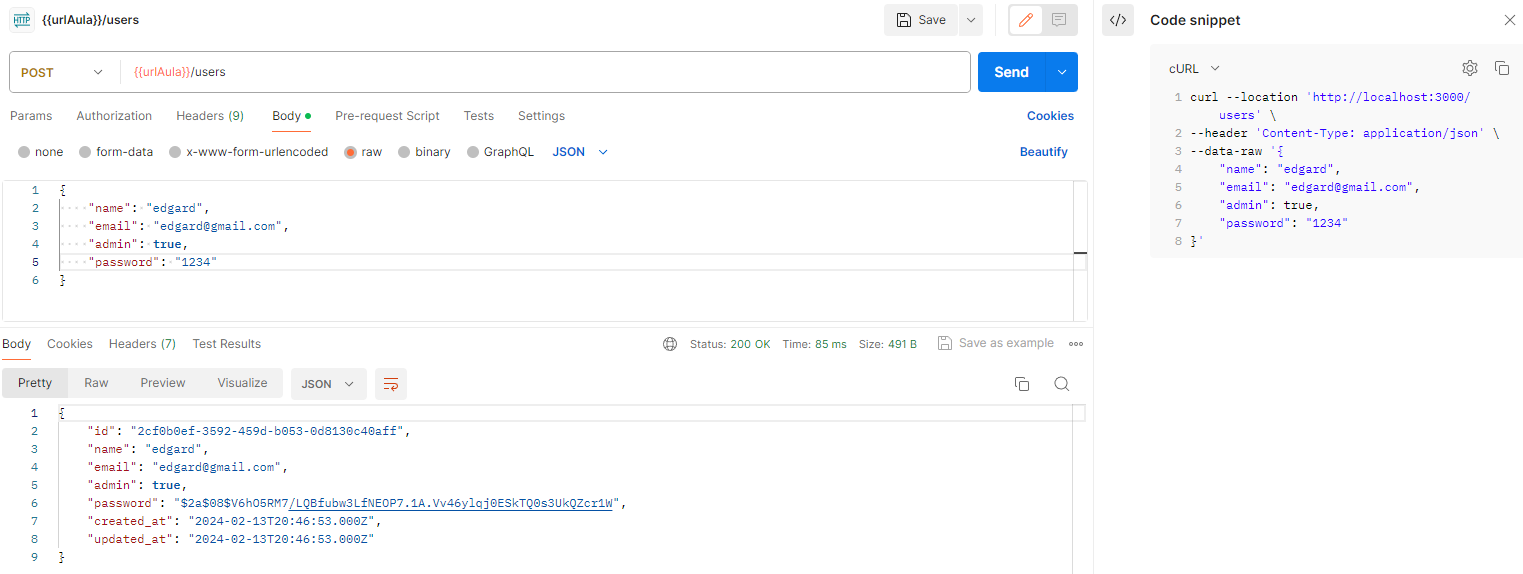 HTTP {{urlAula}}/users
Save
POST {{urlAula}}/users
Send
Params Authorization Headers (9) Body Pre-request Script Tests Settings Cookies
none form-data x-www-form-urlencoded raw binary GraphQL JSON Beautify
1 {
2 "name": "edgard",
3 "email": "edgard@gmail.com",
4 "admin": true,
5 "password": "1234"
6 }
Body Cookies Headers (7) Test Results Status: 200 OK Time: 85 ms Size: 491 B Save as example
Pretty Raw Preview Visualize JSON
1 {
2 "id": "2cf0b0ef-3592-459d-b053-0d8130c40aff",
3 "name": "edgard",
4 "email": "edgard@gmail.com",
5 "admin": true,
6 "password": "$2a$08$V6hO5RM7/LQBfubw3LfNEOP7.1A.Vv46ylqj0ESkTQ0s3UkQZcr1W",
7 "created_at": "2024-02-13T20:46:53.000Z",
8 "updated_at": "2024-02-13T20:46:53.000Z"
9 }
</> Code snippet
cURL
1 curl --location 'http://localhost:3000/
users' \
2 --header 'Content-Type: application/json' \
3 --data-raw '{
4 "name": "edgard",
5 "email": "edgard@gmail.com",
6 "admin": true,
7 "password": "1234"
8 }'